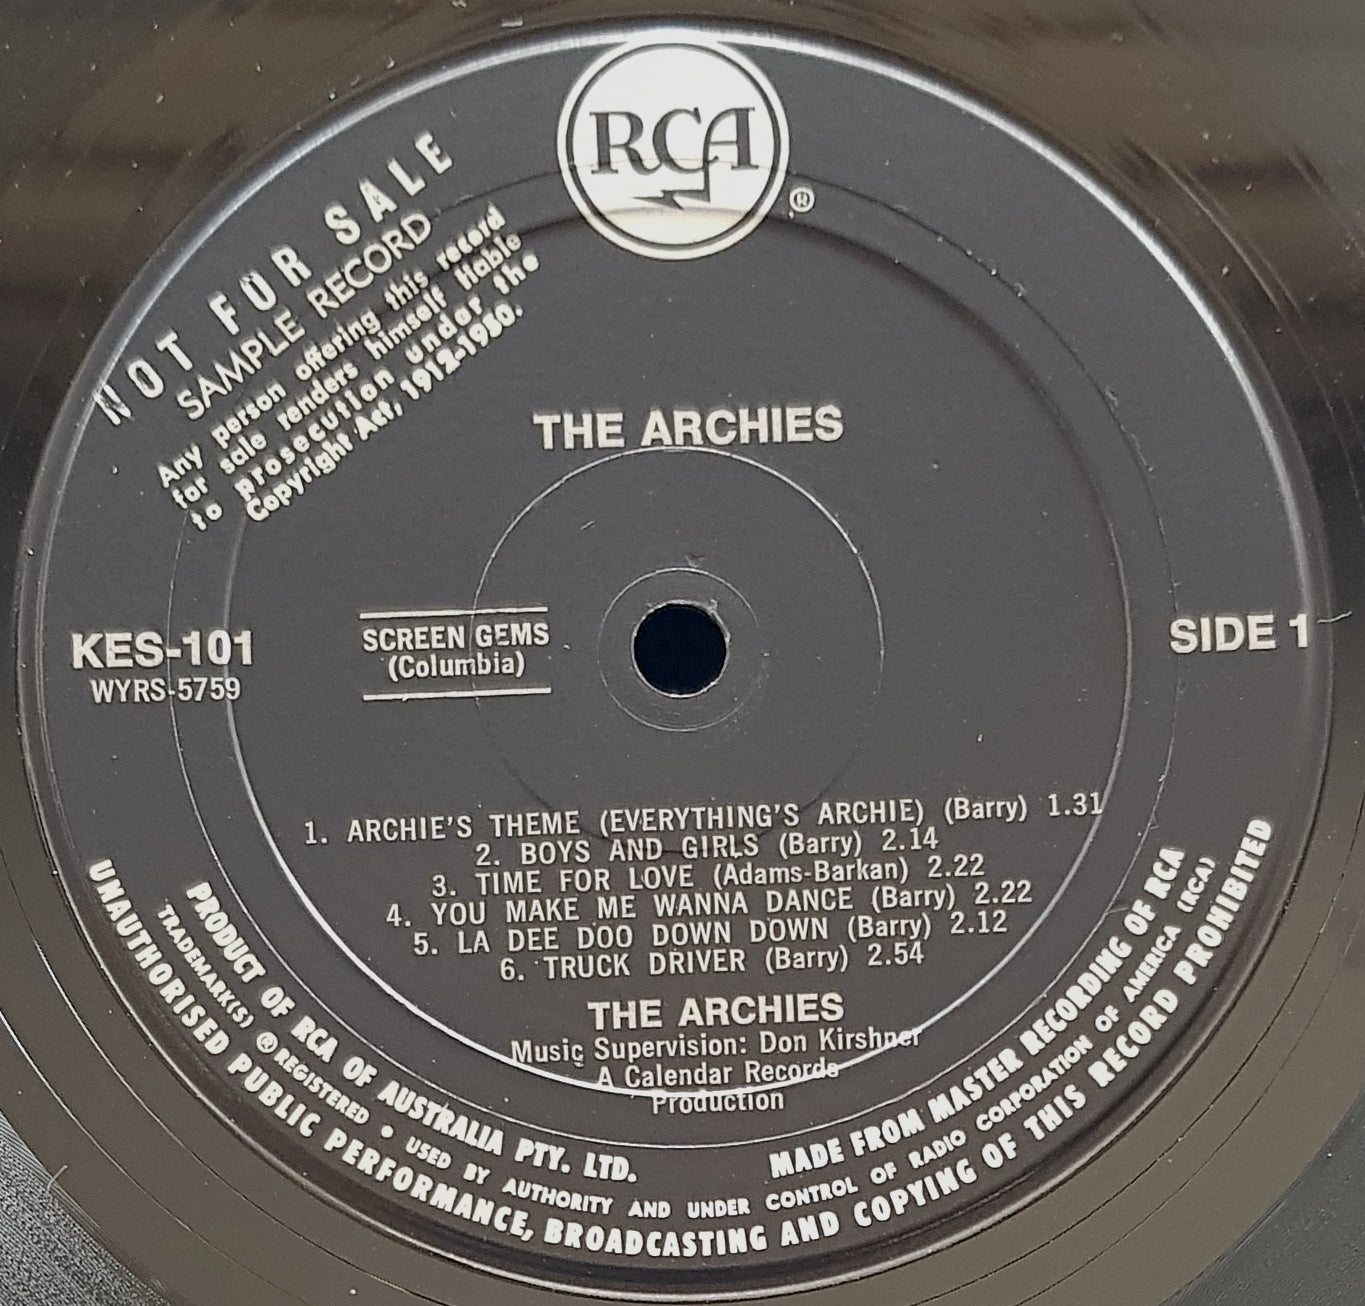 RCA
®
NOT FOR SALE
SAMPLE RECORD
Any person offering this record
for sale renders himself liable
to prosecution under the
Copyright Act, 1912-1950.
THE ARCHIES
KES-101
WYRS-5759
SCREEN GEMS
(Columbia)
SIDE 1
1. ARCHIE'S THEME (EVERYTHING'S ARCHIE) (Barry) 1.31
2. BOYS AND GIRLS (Barry) 2.14
3. TIME FOR LOVE (Adams-Barkan) 2.22
4. YOU MAKE ME WANNA DANCE (Barry) 2.22
5. LA DEE DOO DOWN DOWN (Barry) 2.12
6. TRUCK DRIVER (Barry) 2.54
THE ARCHIES
Music Supervision: Don Kirshner
A Calendar Records
Production
PRODUCT OF RCA OF AUSTRALIA PTY. LTD. MADE FROM MASTER RECORDING OF RCA
TRADEMARK(S) ® REGISTERED • USED BY AUTHORITY AND UNDER CONTROL OF RADIO CORPORATION OF AMERICA (RCA)
UNAUTHORISED PUBLIC PERFORMANCE, BROADCASTING AND COPYING OF THIS RECORD PROHIBITED